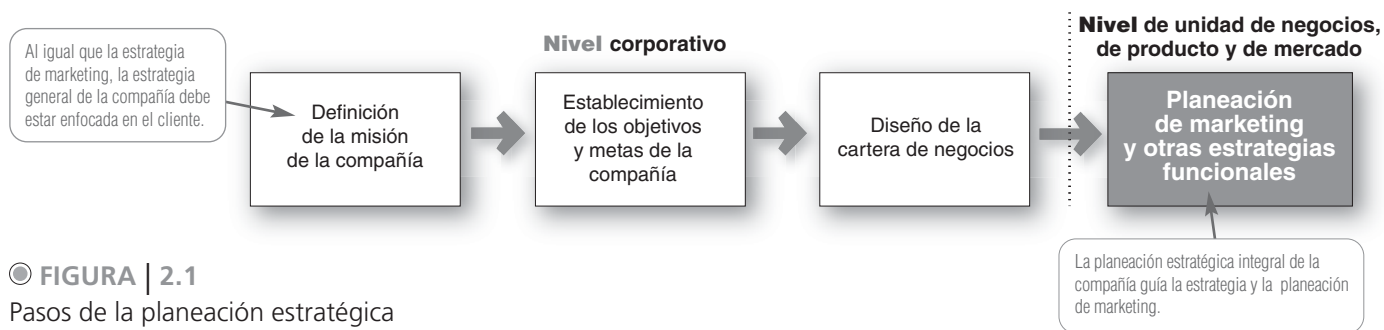 Al igual que la estrategia
de marketing, la estrategia
general de la compañía debe
estar enfocada en el cliente.
Nivel corporativo
Nivel de unidad de negocios,
de producto y de mercado
Definición
de la misión
de la compañía
Establecimiento
de los objetivos
y metas de la
compañía
Diseño de la
cartera de negocios
Planeación
de marketing
y otras estrategias
funcionales
La planeación estratégica integral de la
compañía guía la estrategia y la planeación
de marketing.
FIGURA | 2.1
Pasos de la planeación estratégica